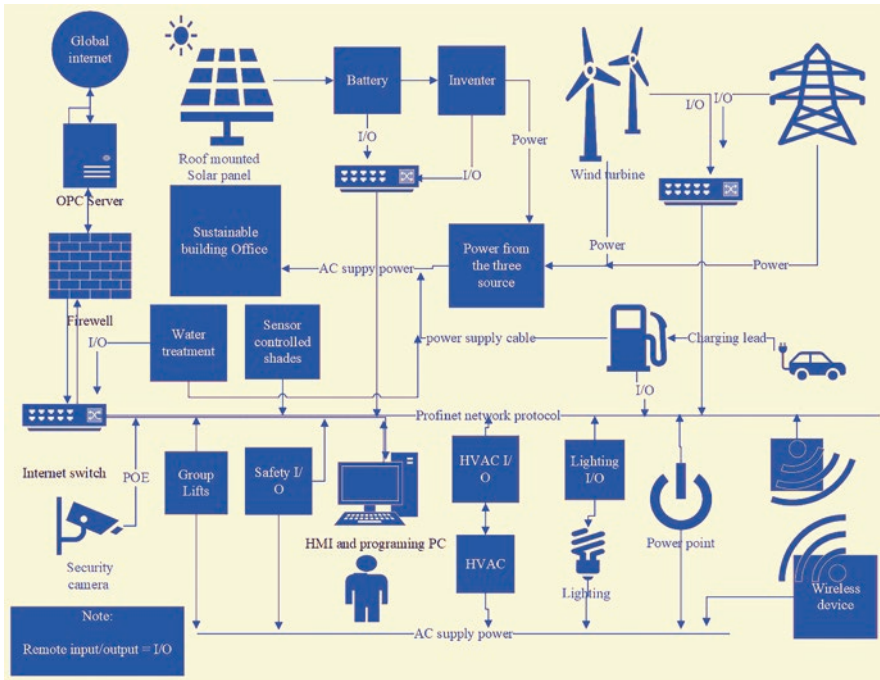 Global
internet
Battery
Inventer
I/O
I/O
Power
Roof mounted
Solar panel
Wind turbine
I/O
I/O
OPC Server
Sustainable
building Office
AC suppy power
Power from
the three
source
Power
Power
Firewell
I/O
Water
treatment
Sensor
controlled
shades
power supply cable
Charging lead
I/O
Profinet network protocol
Internet switch
POE
Group
Lifts
Safety I/
O
HVAC I/
O
Lighting
I/O
Security
camera
HMI and programing PC
HVAC
Lighting
Power point
Wireless
device
Note:
Remote input/output = I/O
AC supply power